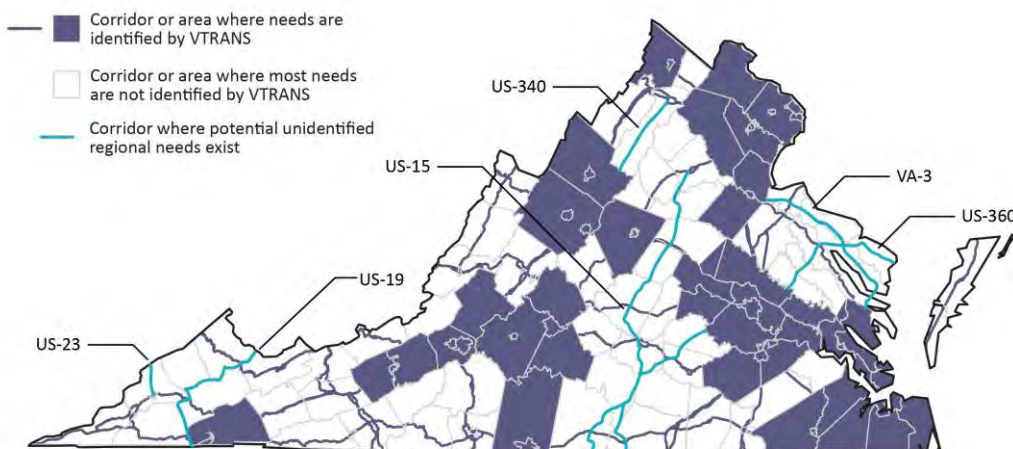 Corridor or area where needs are
identified by VTRANS
Corridor or area where most needs
are not identified by VTRANS
Corridor where potential unidentified
regional needs exist
US-340
US-15
VA-3
US-360
US-19
US-23